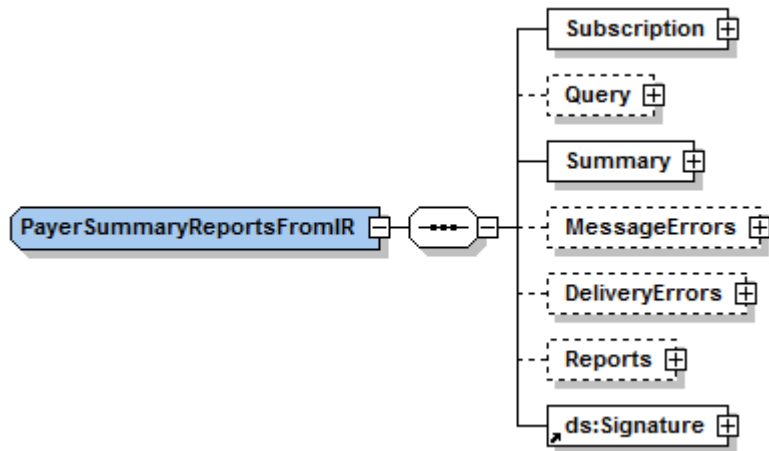 Subscription
Query
Summary
PayerSummaryReportsFromIR
MessageErrors
DeliveryErrors
Reports
ds:Signature